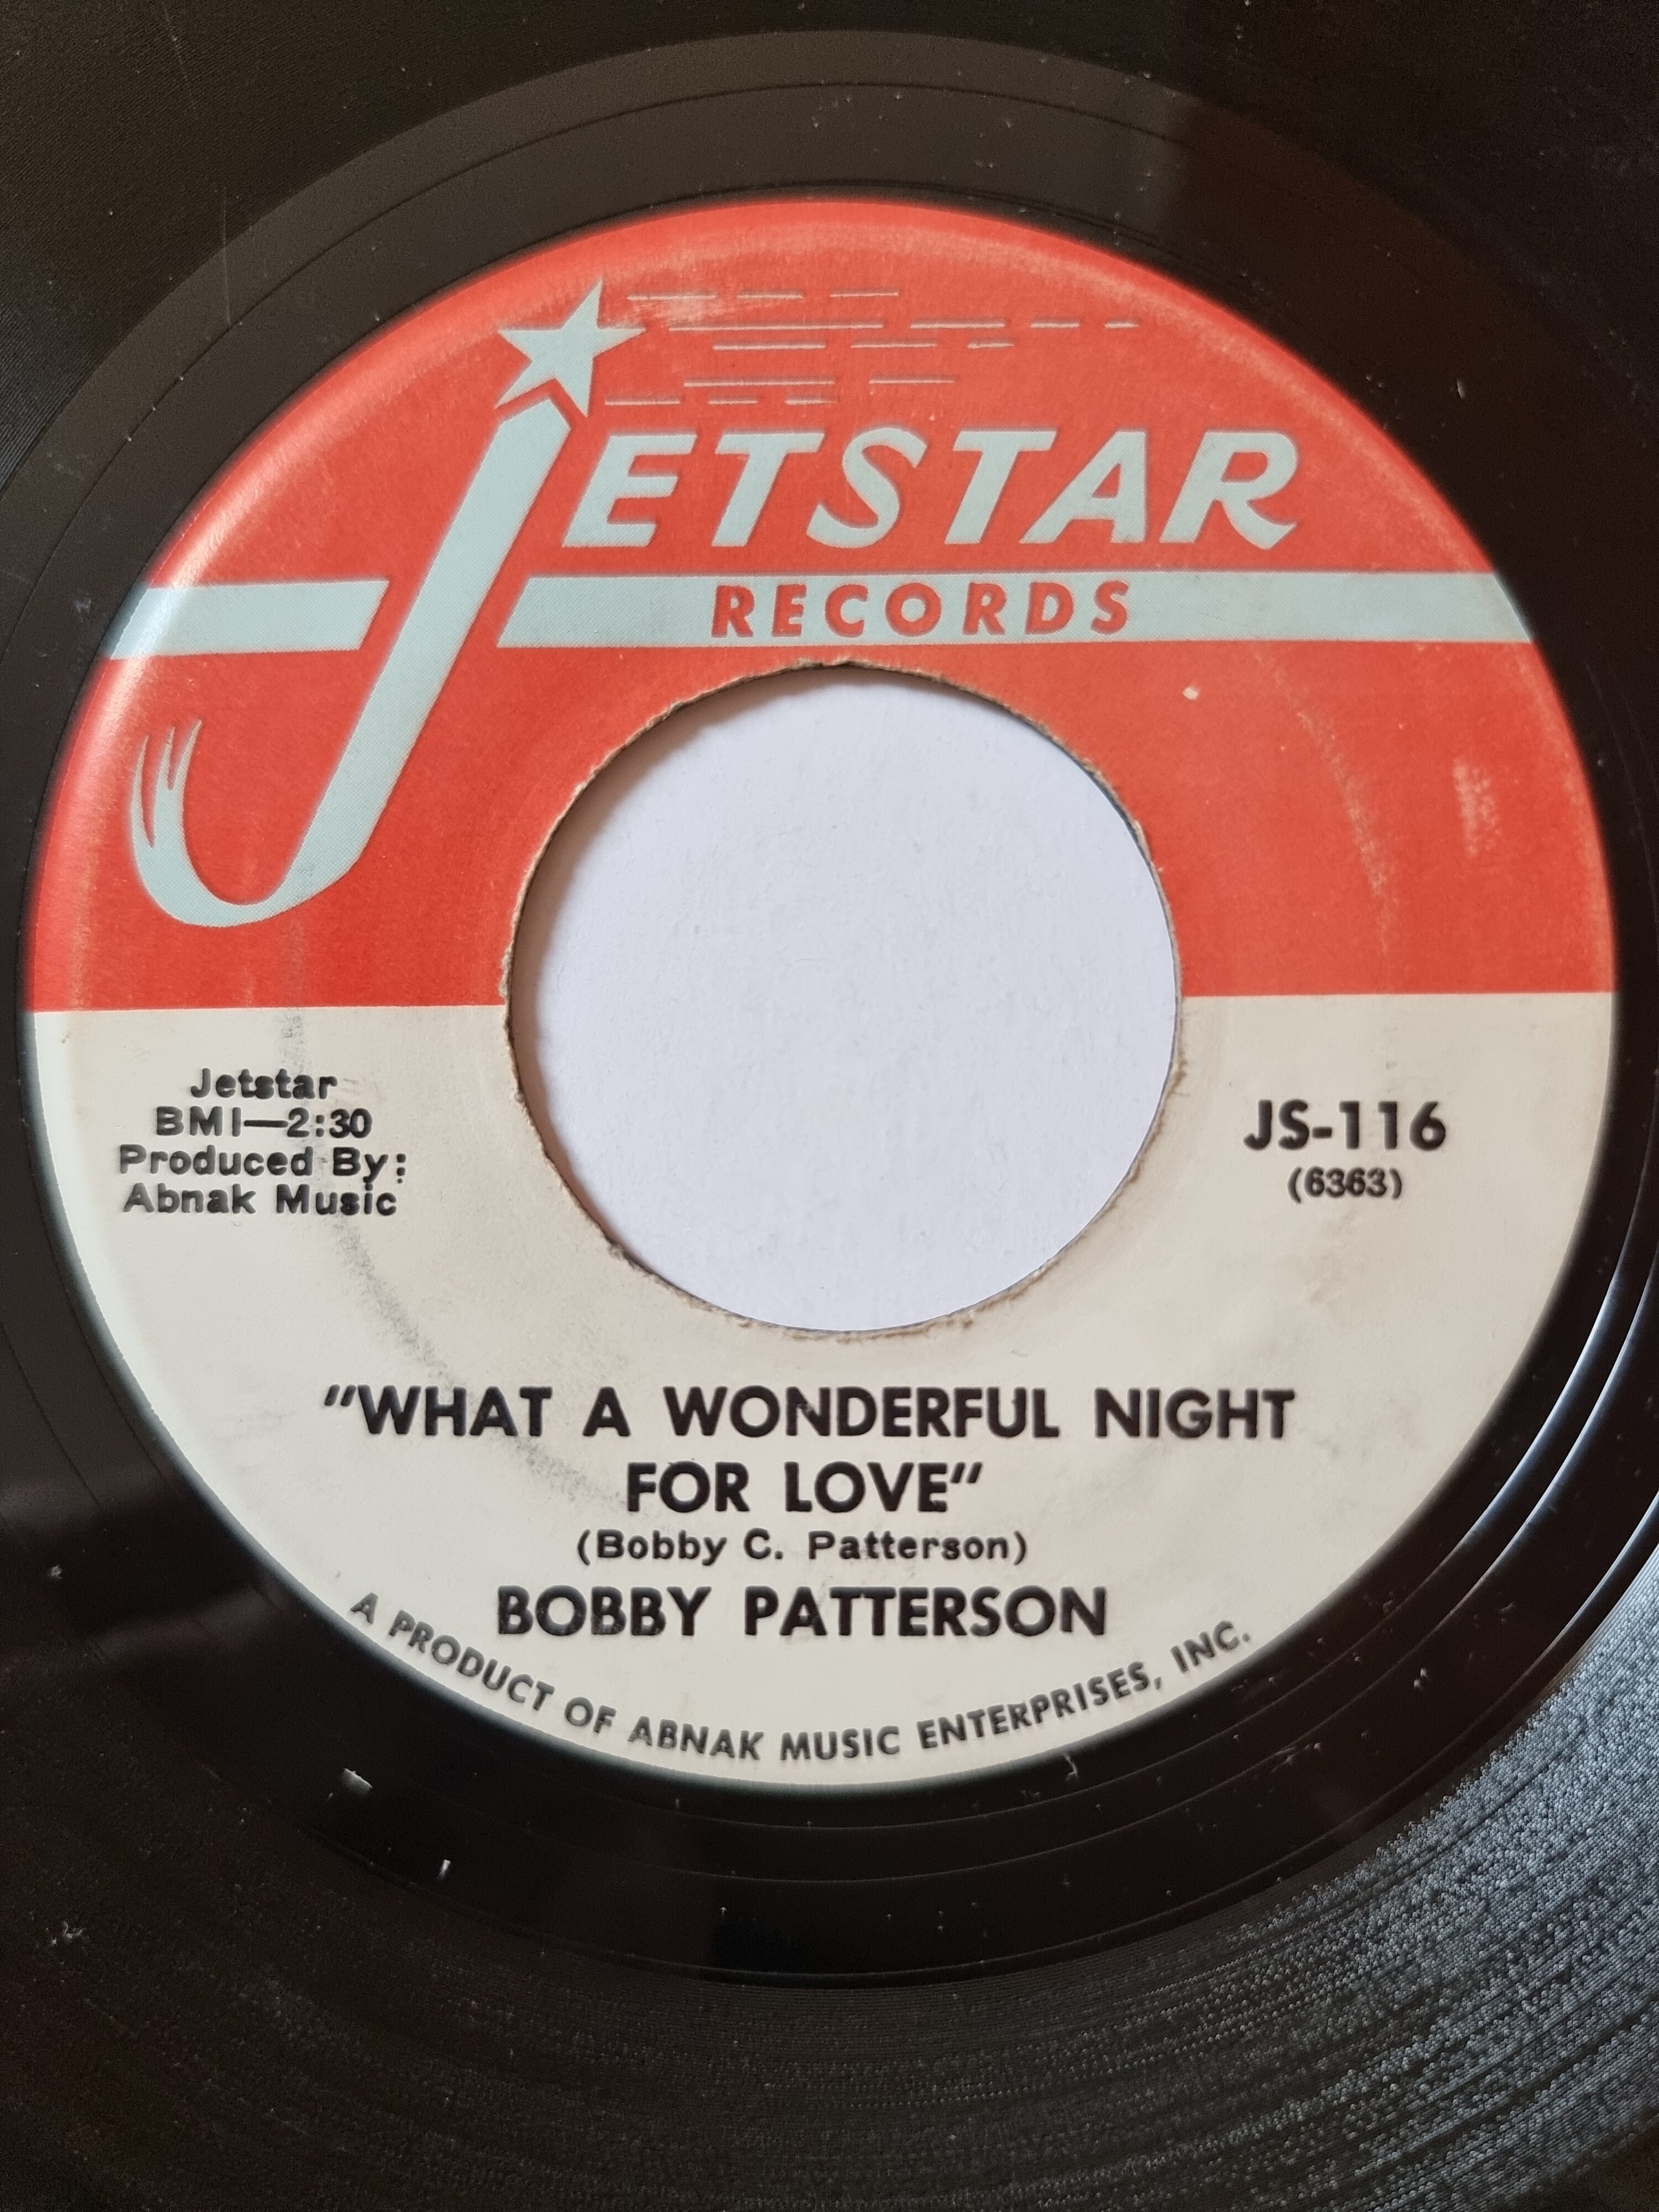 JETSTAR
RECORDS
Jetstar
BMI—2:30
Produced By:
Abnak Music
JS-116
(6363)
"WHAT A WONDERFUL NIGHT
FOR LOVE"
(Bobby C. Patterson)
BOBBY PATTERSON
A PRODUCT OF ABNAK MUSIC ENTERPRISES, INC.